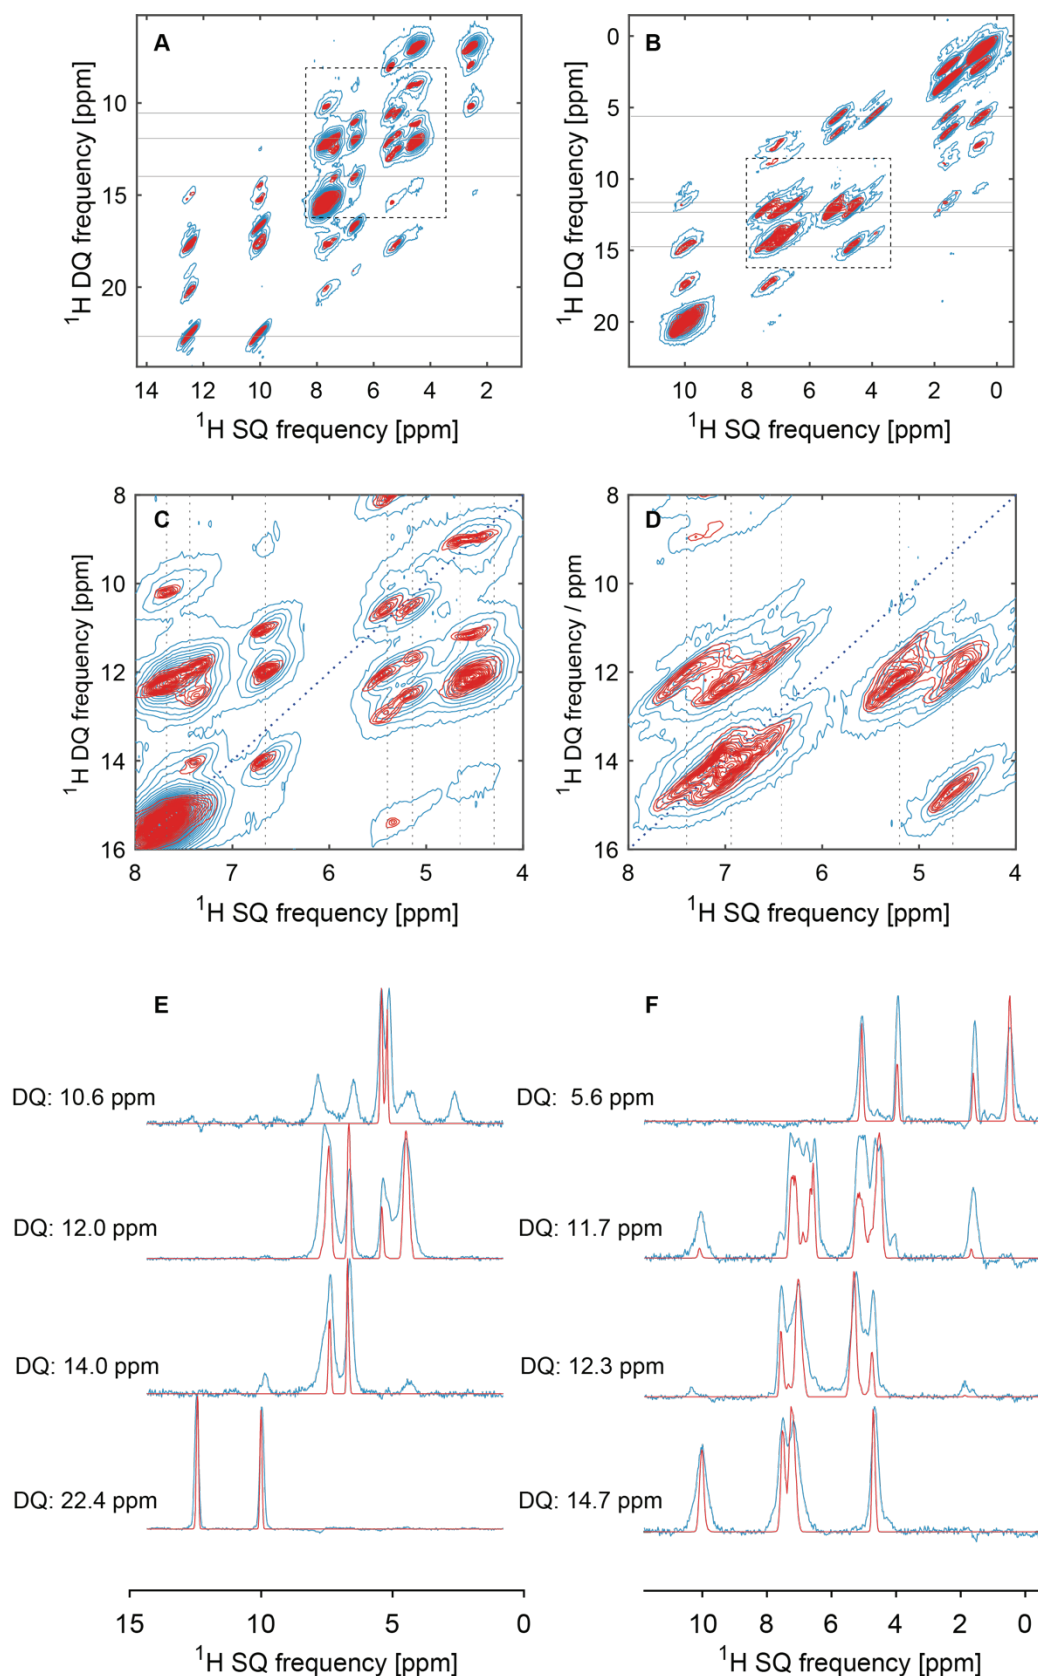 A
B
10
20
0
5
10
15
20
14 12 10 8 6 4 2
10 8 6 4 2 0
¹H DQ frequency [ppm]
¹H DQ frequency [ppm]
¹H SQ frequency [ppm]
¹H SQ frequency [ppm]
C
D
8
10
12
14
16
8
10
12
14
16
8 7 6 5 4
8 7 6 5 4
¹H DQ frequency [ppm]
¹H DQ frequency / ppm
¹H SQ frequency [ppm]
¹H SQ frequency [ppm]
E
DQ: 10.6 ppm
DQ: 12.0 ppm
DQ: 14.0 ppm
DQ: 22.4 ppm
15 10 5 0
¹H SQ frequency [ppm]
F
DQ: 5.6 ppm
DQ: 11.7 ppm
DQ: 12.3 ppm
DQ: 14.7 ppm
10 8 6 4 2 0
¹H SQ frequency [ppm]